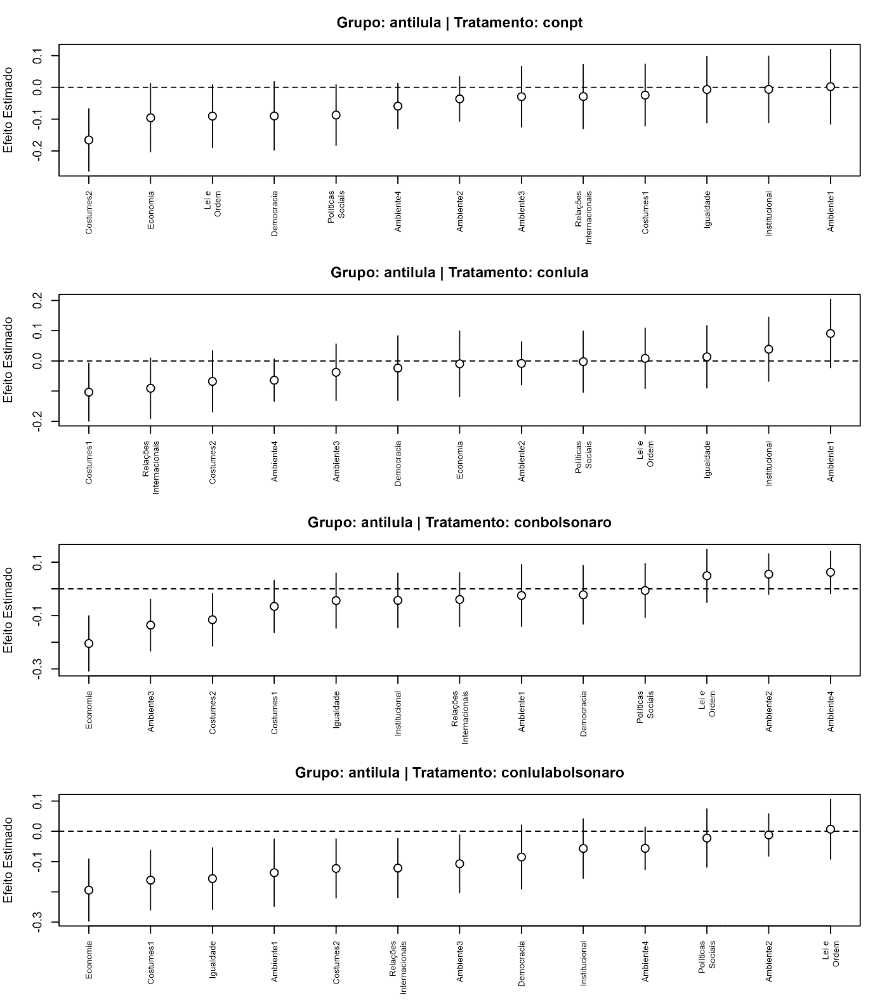 Grupo: antilula | Tratamento: conpt
Efeito Estimado
0.1
0.0
-0.1
-0.2
Costumes2
Economia
Lei e
Ordem
Democracia
Políticas
Sociais
Ambiente4
Ambiente2
Ambiente3
Relações
Internacionais
Costumes1
Igualdade
Institucional
Ambiente1
Grupo: antilula | Tratamento: conlula
Efeito Estimado
0.2
0.1
0.0
-0.2
Costumes1
Relações
Internacionais
Costumes2
Ambiente4
Ambiente3
Democracia
Economia
Ambiente2
Políticas
Sociais
Lei e
Ordem
Igualdade
Institucional
Ambiente1
Grupo: antilula | Tratamento: conbolsonaro
Efeito Estimado
0.1
-0.1
-0.3
Economia
Ambiente3
Costumes2
Costumes1
Igualdade
Institucional
Relações
Internacionais
Ambiente1
Democracia
Políticas
Sociais
Lei e
Ordem
Ambiente2
Ambiente4
Grupo: antilula | Tratamento: conlulabolsonaro
Efeito Estimado
0.1
0.0
-0.1
-0.3
Economia
Costumes1
Igualdade
Ambiente1
Costumes2
Relações
Internacionais
Ambiente3
Democracia
Institucional
Ambiente4
Políticas
Sociais
Ambiente2
Lei e
Ordem